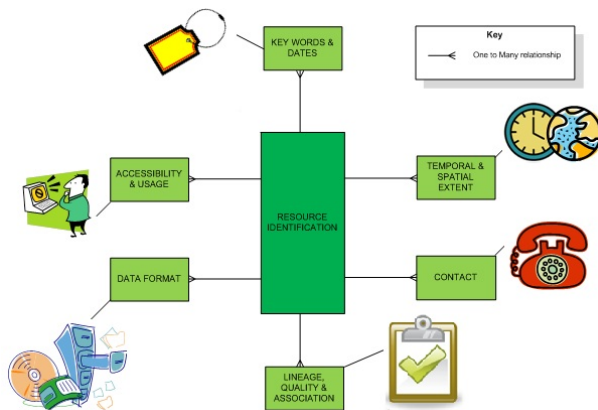 KEY WORDS &
DATES
Key
One to Many relationship
ACCESSIBILITY
& USAGE
TEMPORAL &
SPATIAL
EXTENT
RESOURCE
IDENTIFICATION
DATA FORMAT
CONTACT
LINEAGE,
QUALITY &
ASSOCIATION